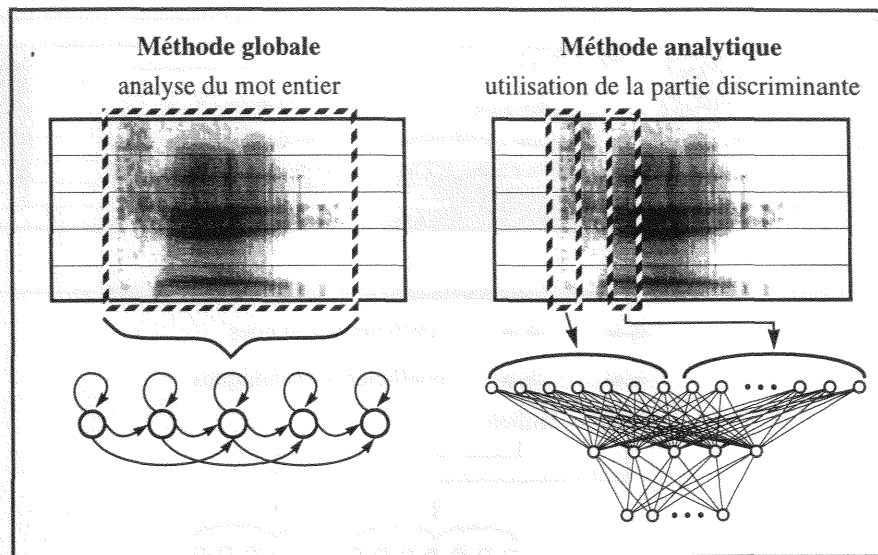 Méthode globale
analyse du mot entier
Méthode analytique
utilisation de la partie discriminante